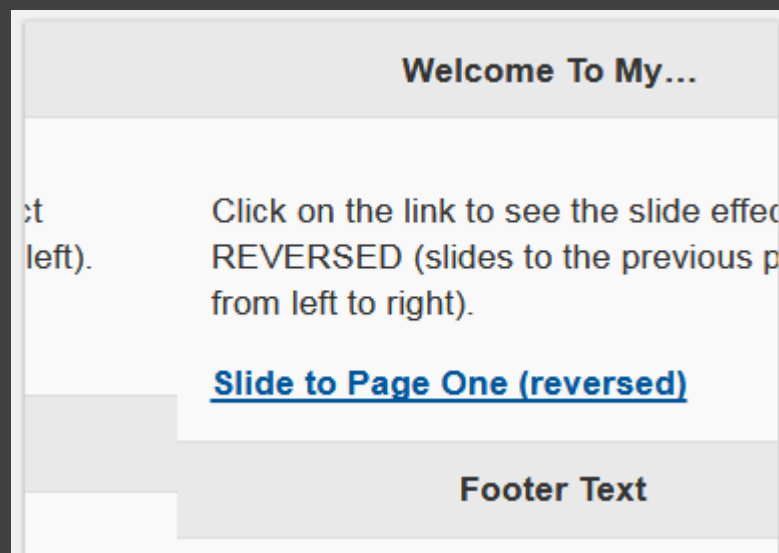 Welcome To My...
ct
left).
Click on the link to see the slide effec
REVERSED (slides to the previous p
from left to right).
Slide to Page One (reversed)
Footer Text